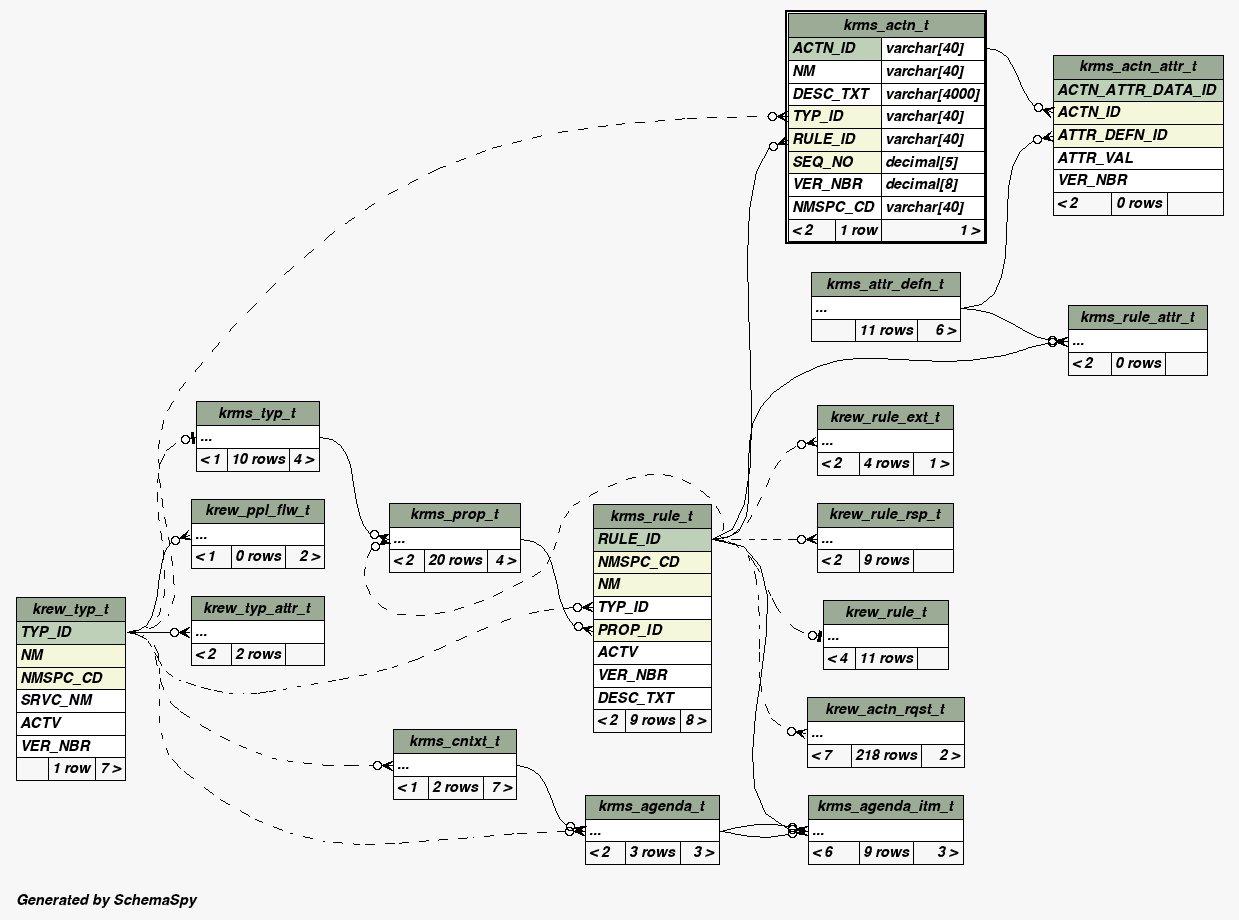 krms_actn_t
ACTN_ID varchar[40]
NM varchar[40]
DESC_TXT varchar[4000]
TYP_ID varchar[40]
RULE_ID varchar[40]
SEQ_NO decimal[5]
VER_NBR decimal[8]
NMSPC_CD varchar[40]
< 2 1 row 1 >
krms_actn_attr_t
ACTN_ATTR_DATA_ID
ACTN_ID
ATTR_DEFN_ID
ATTR_VAL
VER_NBR
< 2 0 rows
krms_attr_defn_t
...
11 rows 6 >
krms_rule_attr_t
...
< 2 0 rows
krms_typ_t
...
< 1 10 rows 4 >
krew_rule_ext_t
...
< 2 4 rows 1 >
krew_ppl_flw_t
...
< 1 0 rows 2 >
krms_prop_t
...
< 2 20 rows 4 >
krms_rule_t
RULE_ID
NMSPC_CD
NM
TYP_ID
PROP_ID
ACTV
VER_NBR
DESC_TXT
< 2 9 rows 8 >
krew_rule_rsp_t
...
< 2 9 rows
krew_typ_t
TYP_ID
NM
NMSPC_CD
SRVC_NM
ACTV
VER_NBR
1 row 7 >
krew_typ_attr_t
...
< 2 2 rows
krew_rule_t
...
< 4 11 rows
krew_actn_rqst_t
...
< 7 218 rows 2 >
krms_cntxt_t
...
< 1 2 rows 7 >
krms_agenda_t
...
< 2 3 rows 3 >
krms_agenda_itm_t
...
< 6 9 rows 3 >
Generated by SchemaSpy